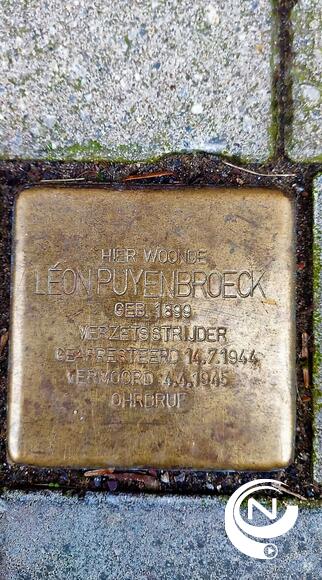 HIER WOONDE
LÉON PUYENBROECK
GEB. 1899
VERZETSSTRIJDER
GEARRESTEERD 14.7.1944
VERMOORD 4.4.1945
OHRDRUF
N